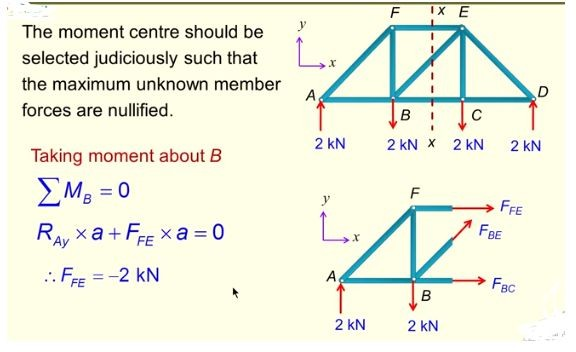 The moment centre should be
selected judiciously such that
the maximum unknown member
forces are nullified.
Taking moment about B
∑M_B = 0
R_Ay × a + F_FE × a = 0
∴ F_FE = −2 kN
F x E
y
x
A D
B C
2 kN 2 kN x 2 kN 2 kN
y F
F_FE
F_BE
x
A F_BC
B
2 kN 2 kN